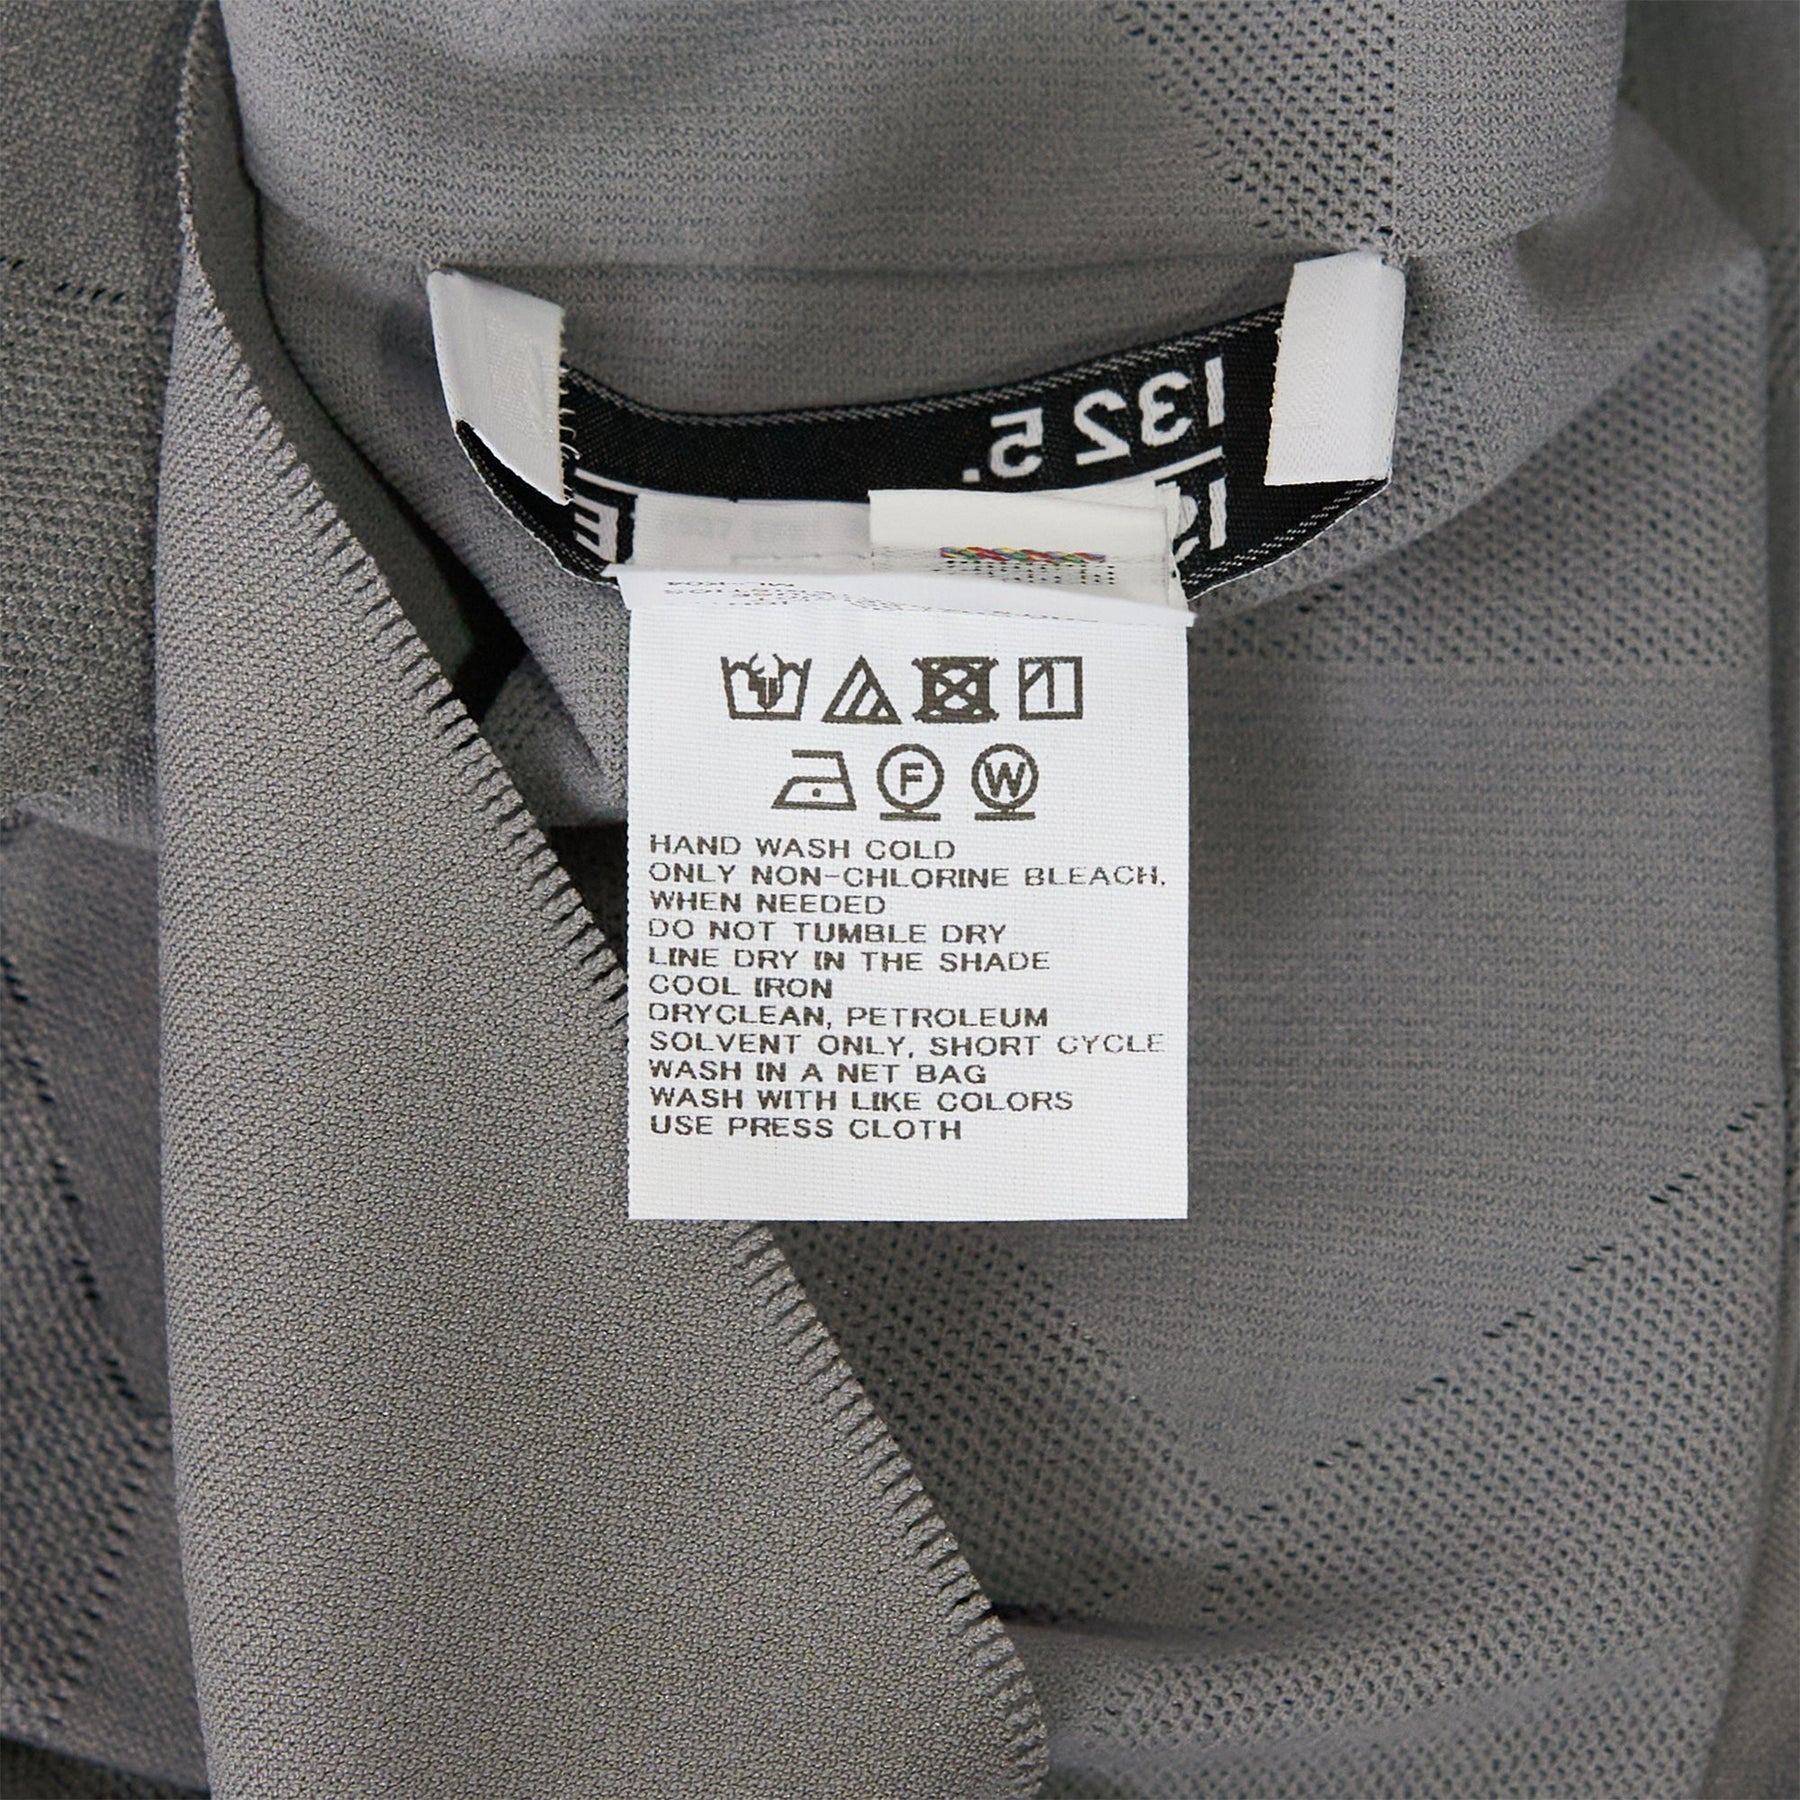 132 5.
HAND WASH COLD
ONLY NON-CHLORINE BLEACH,
WHEN NEEDED
DO NOT TUMBLE DRY
LINE DRY IN THE SHADE
COOL IRON
DRYCLEAN, PETROLEUM
SOLVENT ONLY, SHORT CYCLE
WASH IN A NET BAG
WASH WITH LIKE COLORS
USE PRESS CLOTH
F
W